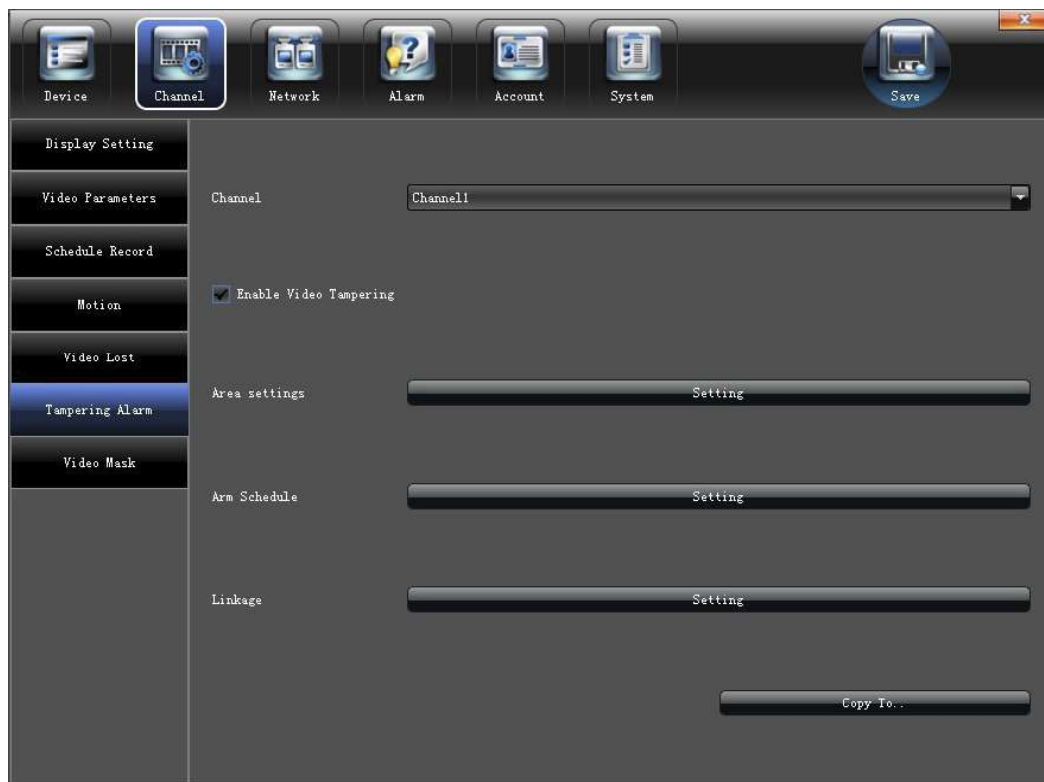 Device
Channel
Network
Alarm
Account
System
Save
Display Setting
Video Parameters
Schedule Record
Motion
Video Lost
Tampering Alarm
Video Mask
Channel
Channel1
Enable Video Tampering
Area settings
Setting
Arm Schedule
Setting
Linkage
Setting
Copy To..